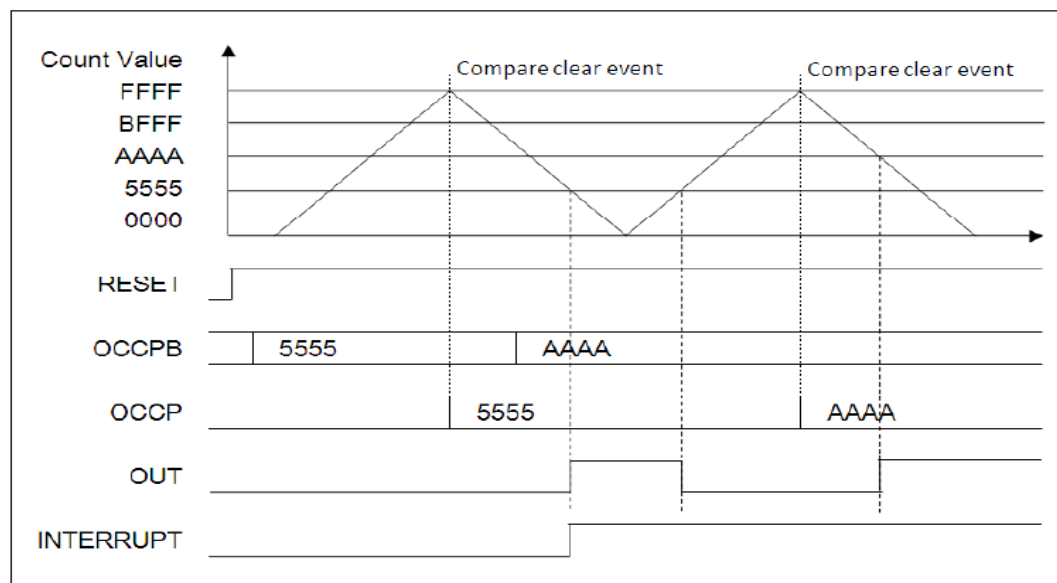 Count Value
Compare clear event Compare clear event
FFFF
BFFF
AAAA
5555
0000
RESET
OCCPB 5555 AAAA
OCCP 5555 AAAA
OUT
INTERRUPT